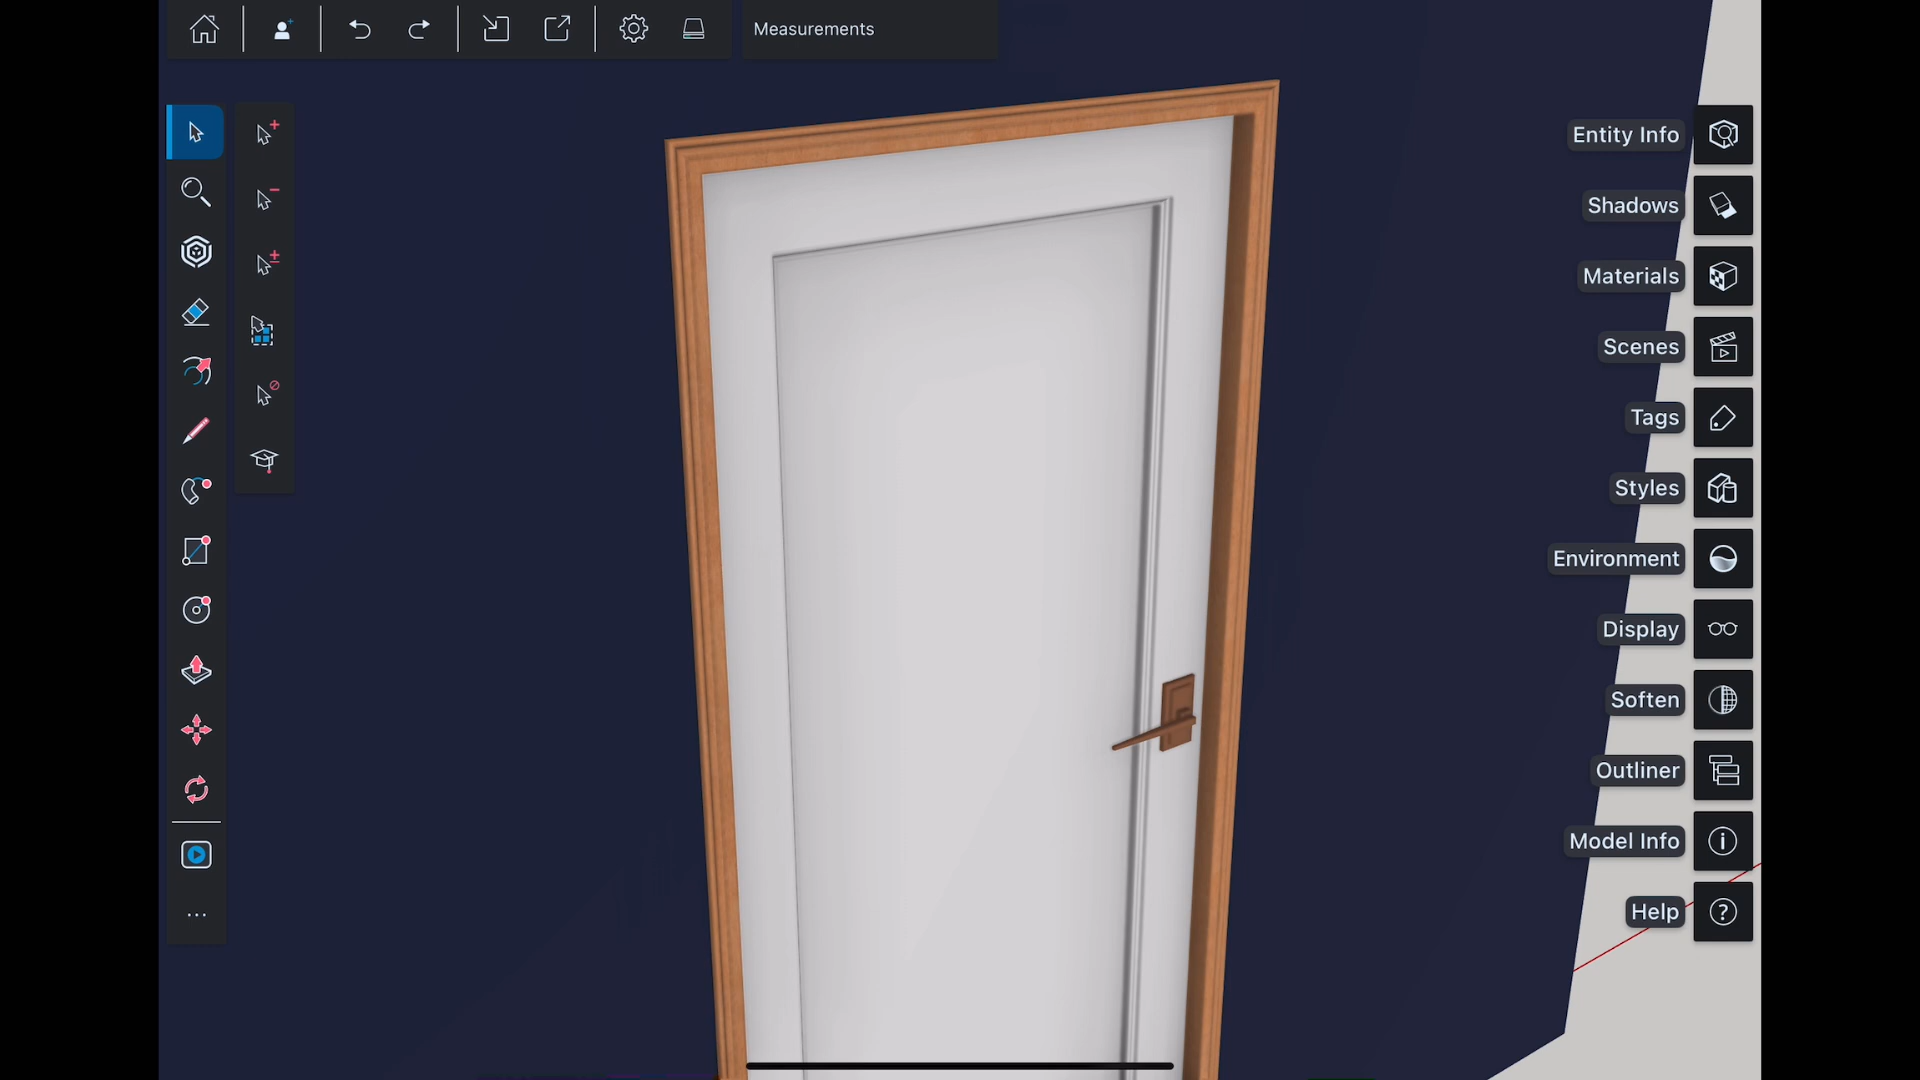 Measurements
Entity Info
Shadows
Materials
Scenes
Tags
Styles
Environment
Display
Soften
Outliner
Model Info
Help